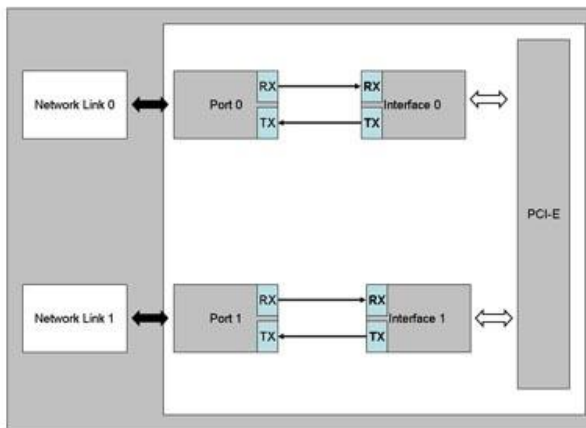 RX
RX
Network Link 0
Port 0
Interface 0
TX
TX
PCI-E
RX
RX
Network Link 1
Port 1
Interface 1
TX
TX